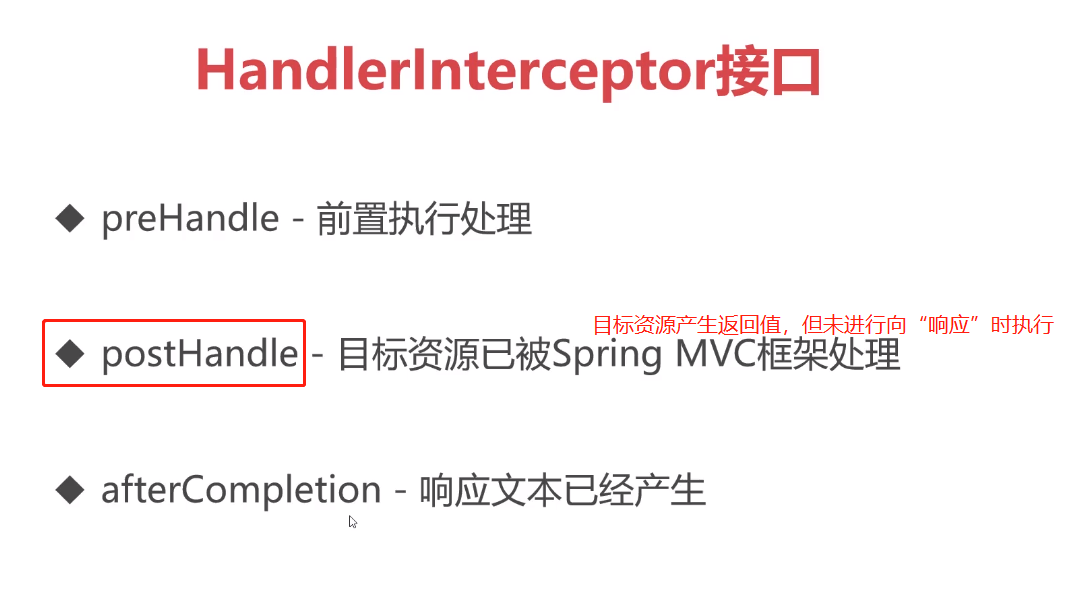 HandlerInterceptor接口
preHandle - 前置执行处理
目标资源产生返回值，但未进行向“响应”时执行
postHandle - 目标资源已被Spring MVC框架处理
afterCompletion - 响应文本已经产生